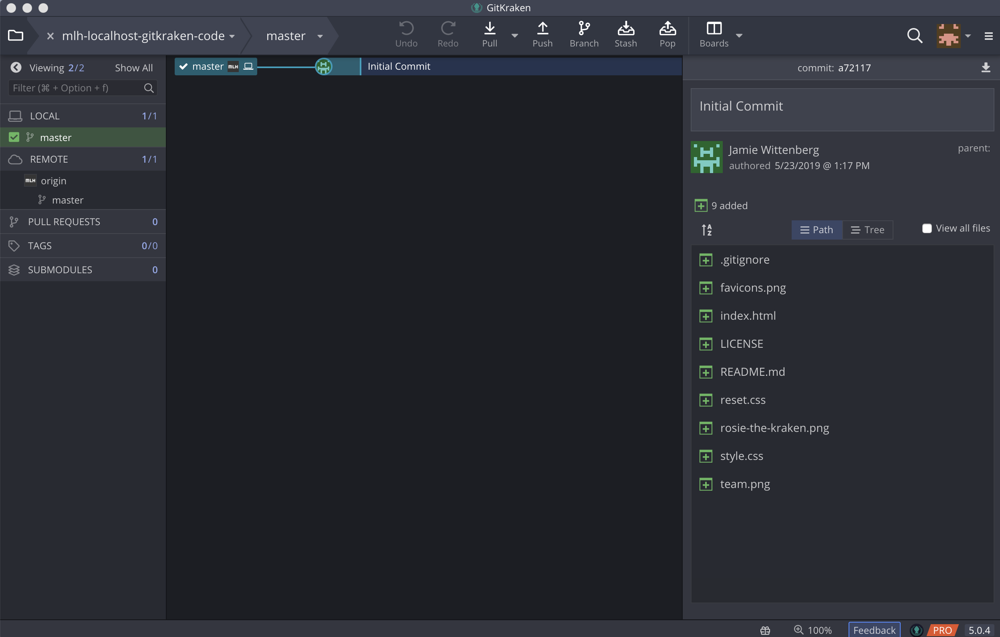 GitKraken
mlh-localhost-gitkraken-code
master
Undo
Redo
Pull
Push
Branch
Stash
Pop
Boards
Viewing 2/2
Show All
Filter (⌘ + Option + f)
LOCAL 1/1
master
REMOTE 1/1
MLH origin
master
PULL REQUESTS 0
TAGS 0/0
SUBMODULES 0
master MLH
Initial Commit
commit: a72117
Initial Commit
Jamie Wittenberg
parent:
authored 5/23/2019 @ 1:17 PM
9 added
A
Z
Path
Tree
View all files
.gitignore
favicons.png
index.html
LICENSE
README.md
reset.css
rosie-the-kraken.png
style.css
team.png
100%
Feedback
PRO
5.0.4